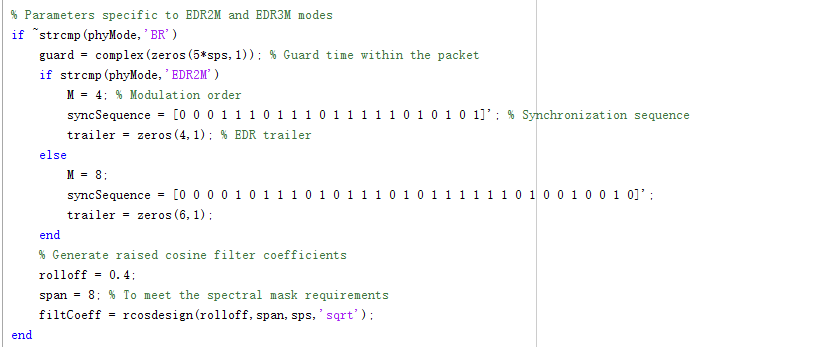 % Parameters specific to EDR2M and EDR3M modes
if ~strcmp(phyMode,'BR')
guard = complex(zeros(5*sps,1)); % Guard time within the packet
if strcmp(phyMode,'EDR2M')
M = 4; % Modulation order
syncSequence = [0 0 0 1 1 1 0 1 1 1 0 1 1 1 1 1 0 1 0 1 0 1]'; % Synchronization sequence
trailer = zeros(4,1); % EDR trailer
else
M = 8;
syncSequence = [0 0 0 0 1 0 1 1 1 0 1 0 1 1 1 0 1 0 1 1 1 1 1 1 0 1 0 0 1 0 0 1 0]';
trailer = zeros(6,1);
end
% Generate raised cosine filter coefficients
rolloff = 0.4;
span = 8; % To meet the spectral mask requirements
filtCoeff = rcosdesign(rolloff,span,sps,'sqrt');
end